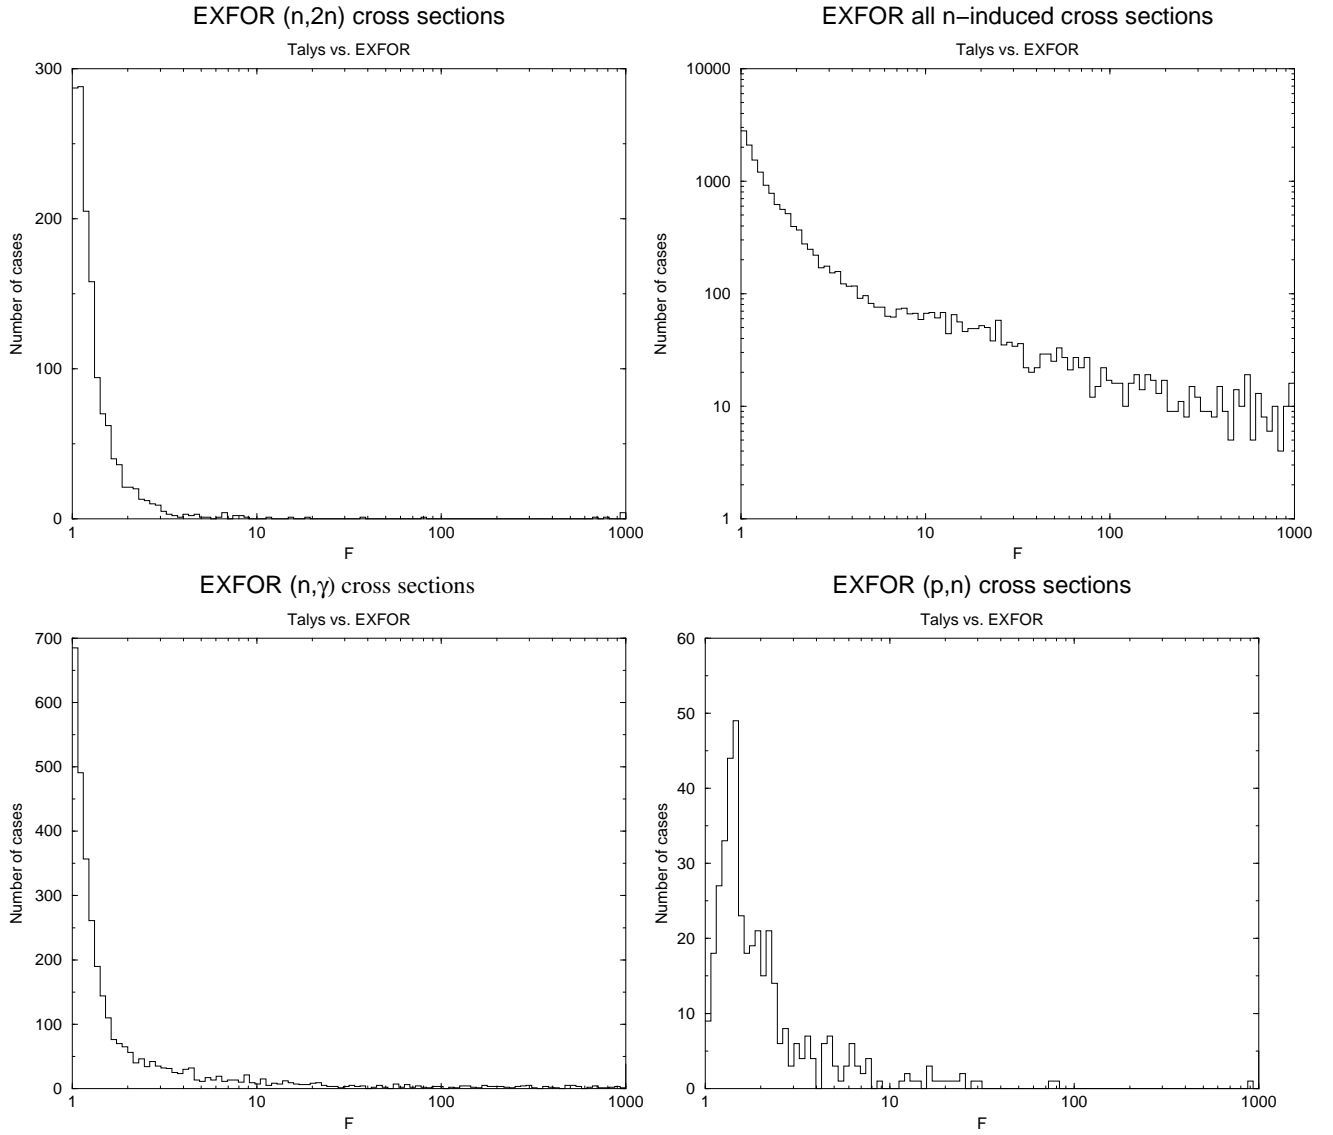 EXFOR (n,2n) cross sections
Talys vs. EXFOR
300
200
100
0
Number of cases
1 10 100 1000
F
EXFOR all n−induced cross sections
Talys vs. EXFOR
10000
1000
100
10
1
Number of cases
1 10 100 1000
F
EXFOR (n,γ) cross sections
Talys vs. EXFOR
700
600
500
400
300
200
100
0
Number of cases
1 10 100 1000
F
EXFOR (p,n) cross sections
Talys vs. EXFOR
60
50
40
30
20
10
0
Number of cases
1 10 100 1000
F